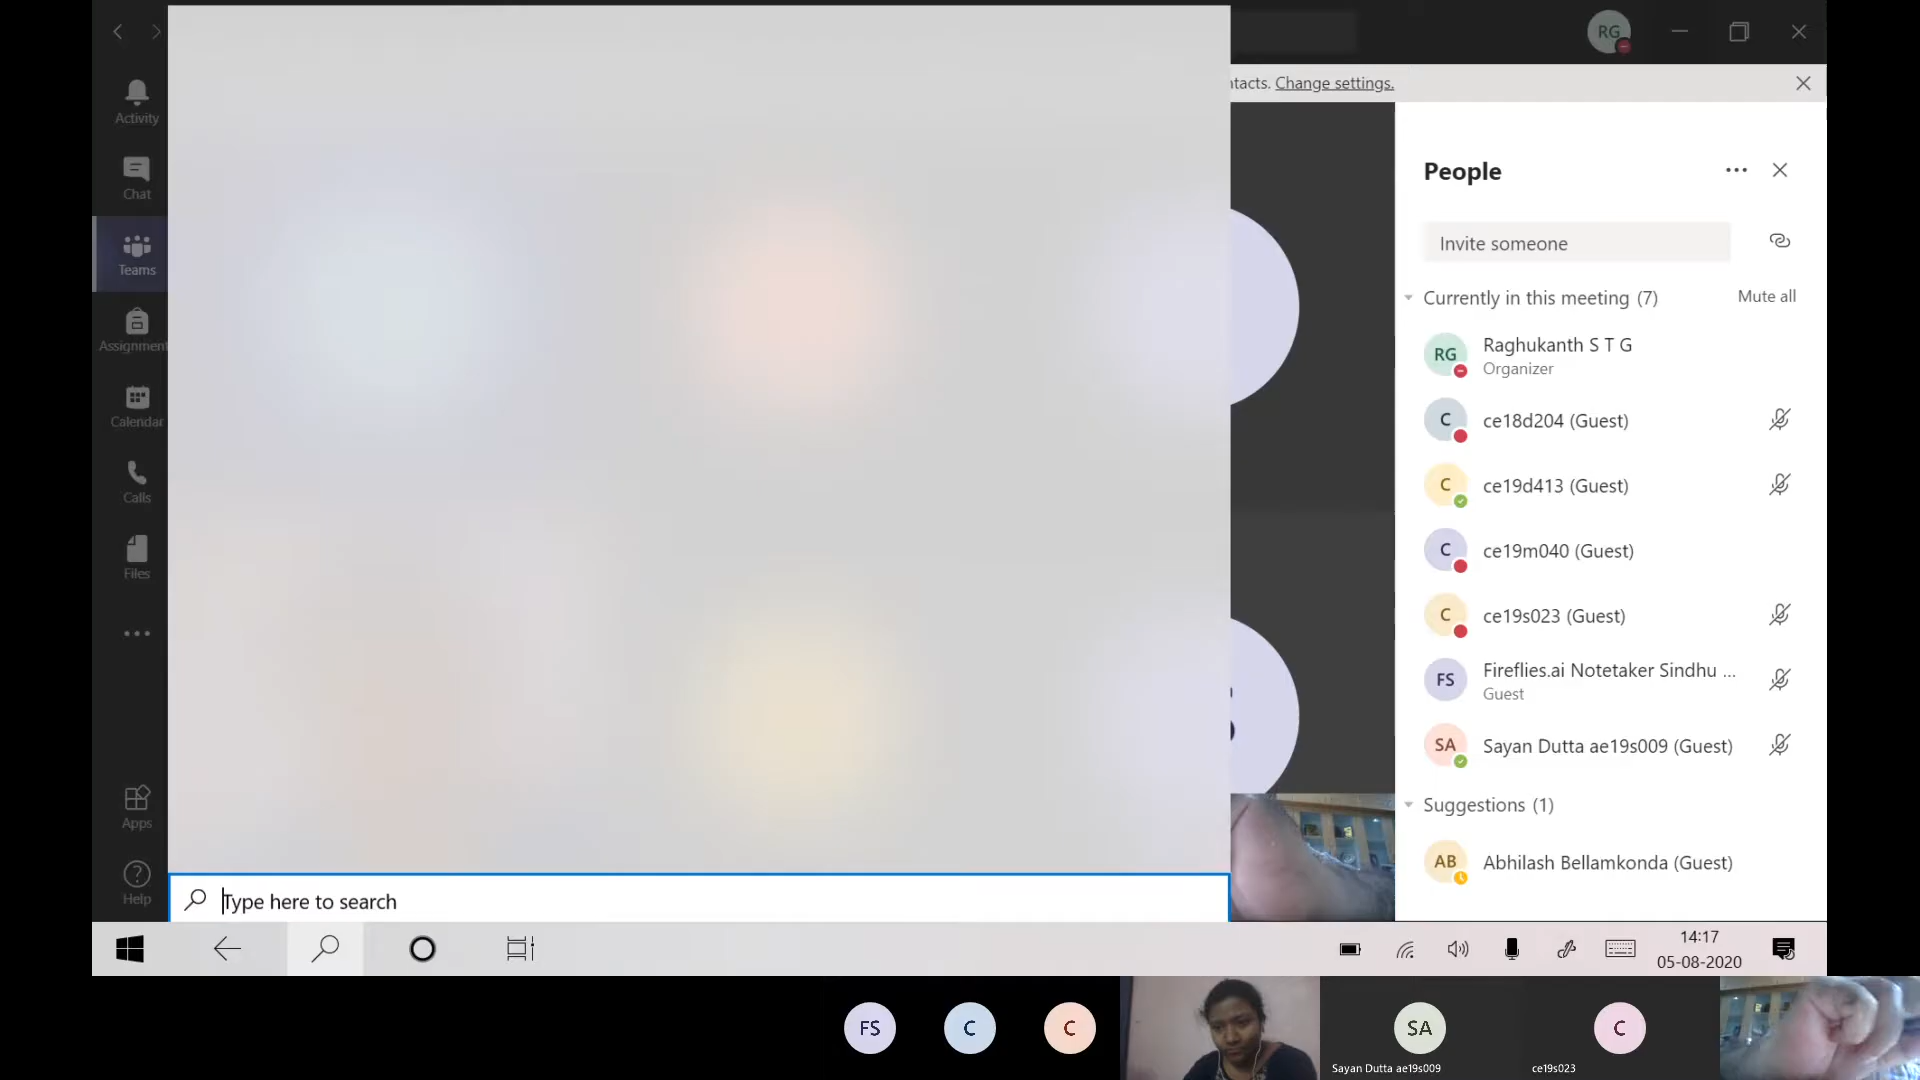 RG
ntacts. Change settings.
Activity
Chat
Teams
Assignmen
Calendar
Calls
Files
Apps
Help
People
Invite someone
Currently in this meeting (7)
Mute all
RG
Raghukanth S T G
Organizer
C
ce18d204 (Guest)
C
ce19d413 (Guest)
C
ce19m040 (Guest)
C
ce19s023 (Guest)
FS
Fireflies.ai Notetaker Sindhu ...
Guest
SA
Sayan Dutta ae19s009 (Guest)
Suggestions (1)
AB
Abhilash Bellamkonda (Guest)
Type here to search
14:17
05-08-2020
FS
C
C
SA
Sayan Dutta ae19s009
C
ce19s023